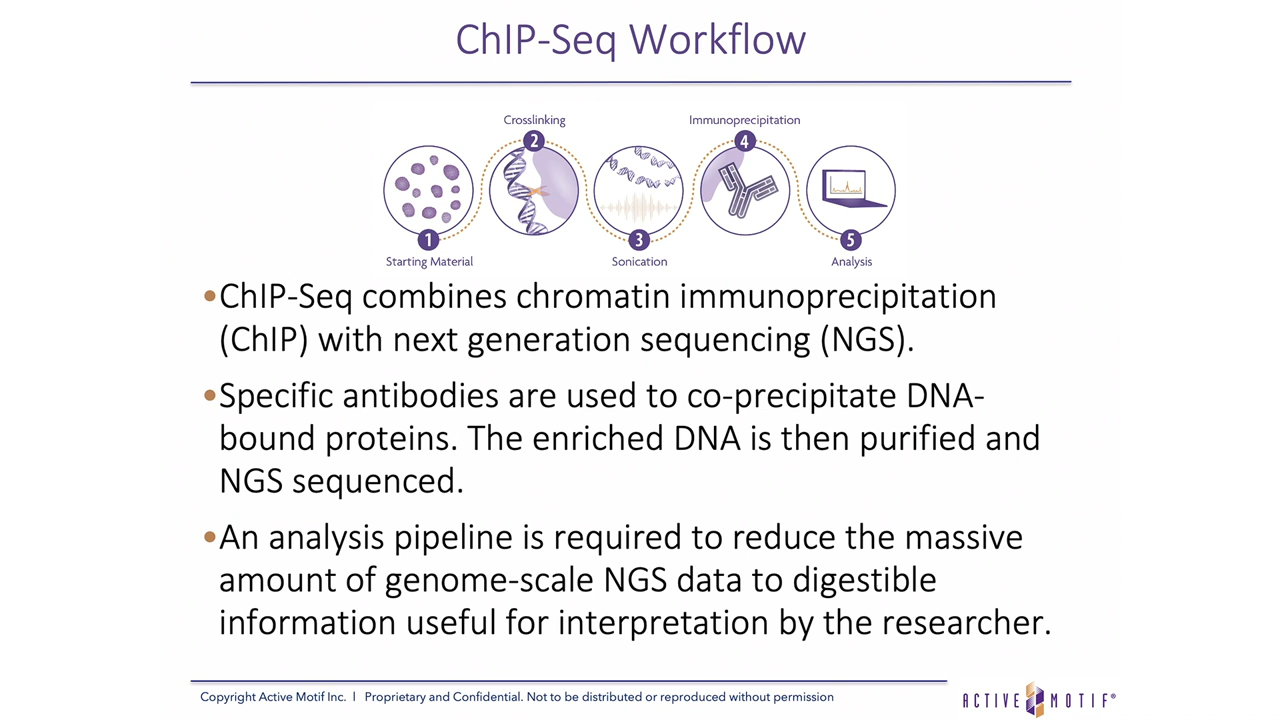 ChIP-Seq Workflow
Crosslinking
Immunoprecipitation
2
4
1
3
5
Starting Material
Sonication
Analysis
•ChIP-Seq combines chromatin immunoprecipitation
(ChIP) with next generation sequencing (NGS).
•Specific antibodies are used to co-precipitate DNA-
bound proteins. The enriched DNA is then purified and
NGS sequenced.
•An analysis pipeline is required to reduce the massive
amount of genome-scale NGS data to digestible
information useful for interpretation by the researcher.
Copyright Active Motif Inc. | Proprietary and Confidential. Not to be distributed or reproduced without permission
ACTIVE MOTIF®